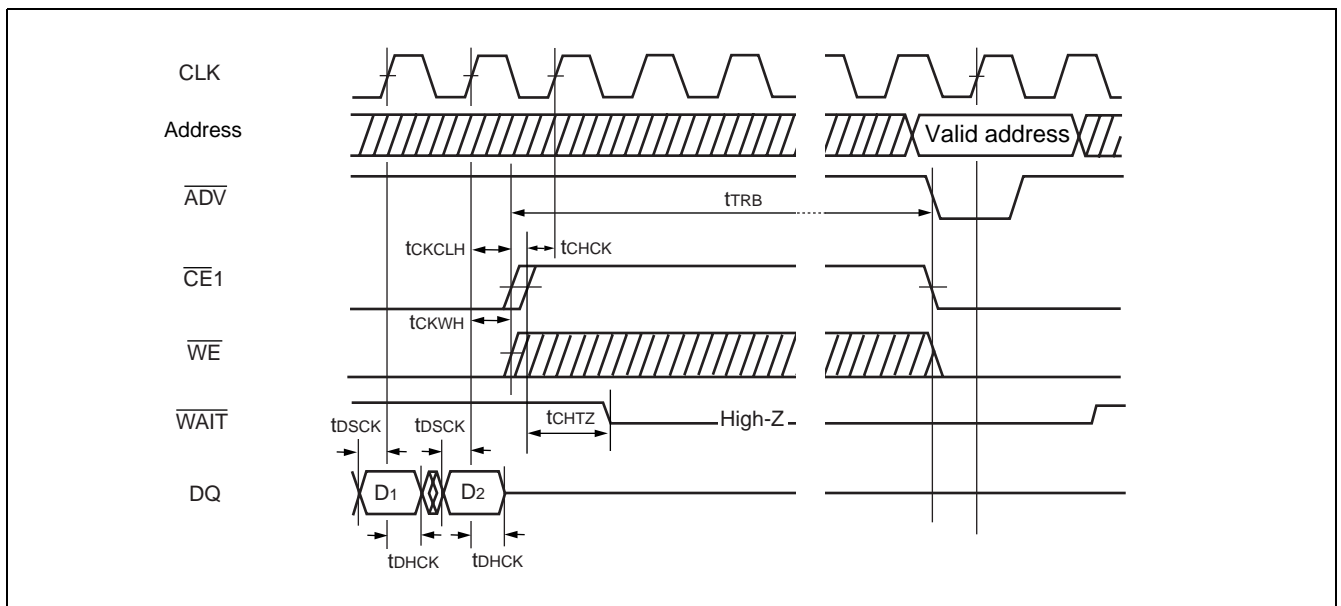 CLK
Address
Valid address
ADV
tTRB
tCKCLH
tCHCK
CE1
tCKWH
WE
WAIT
tCHTZ
High-Z
tDSCK
tDSCK
DQ
D1
D2
tDHCK
tDHCK